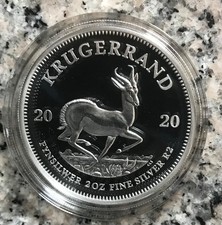 KRUGERRAND
20 20
FYNSILWER 2OZ FINE SILVER R2